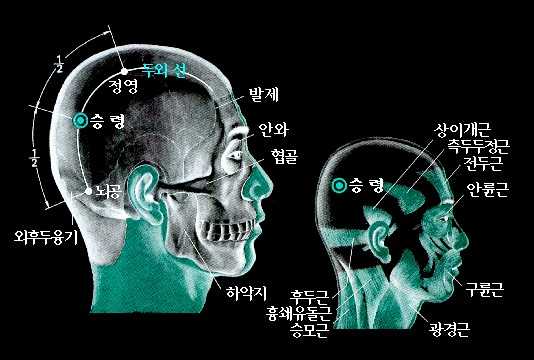 1/2
두외 선
정영
발제
승 령
안와
1/2
협골
뇌공
외후두융기
하악지
상이개근
측두두정근
전두근
승 령
안륜근
구륜근
후두근
흉쇄유돌근
승모근
광경근